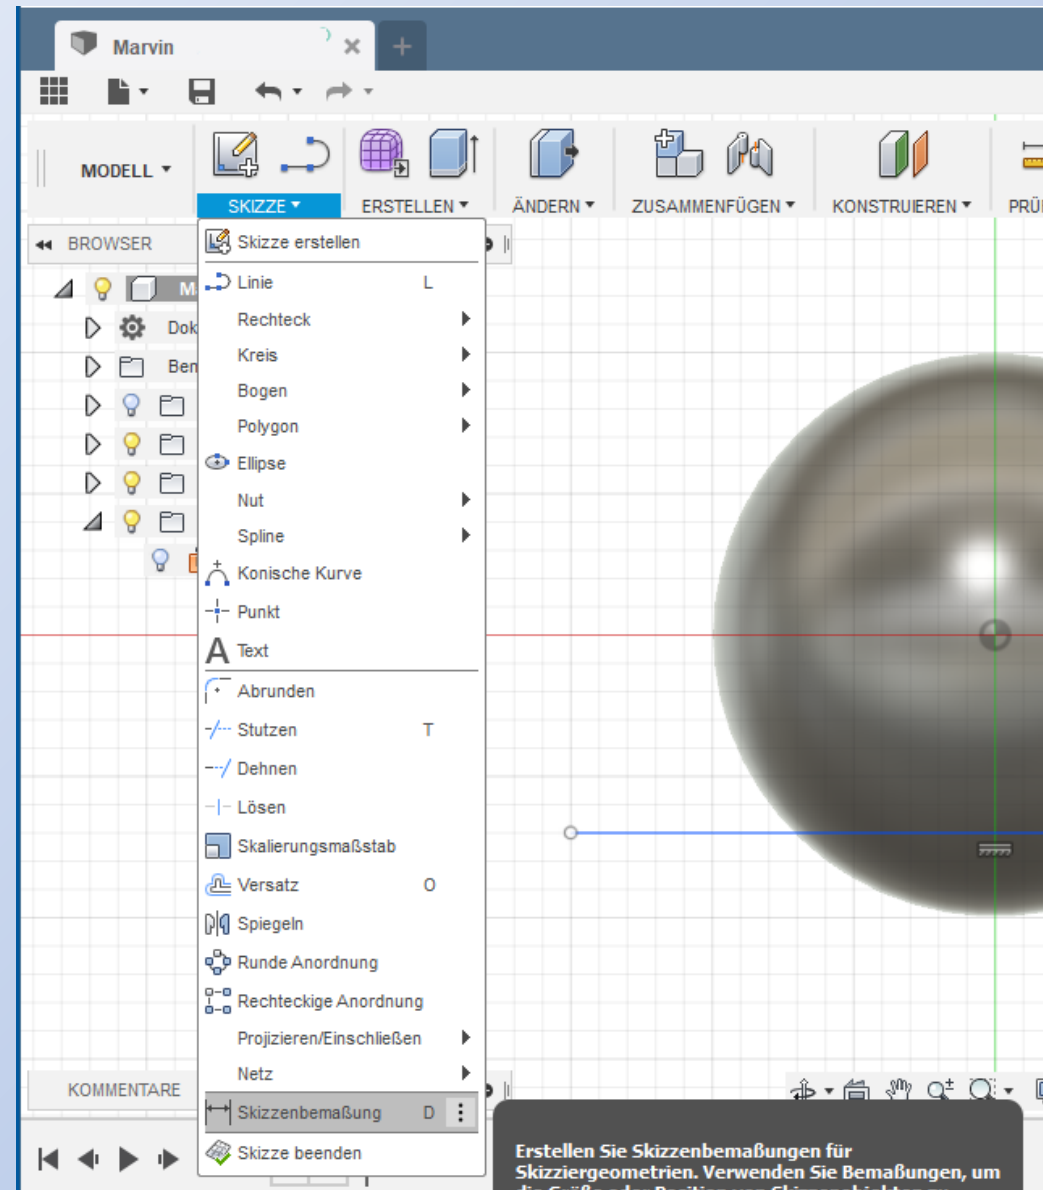 Marvin
MODELL
SKIZZE
ERSTELLEN
ÄNDERN
ZUSAMMENFÜGEN
KONSTRUIEREN
BROWSER
Dok
Ben
Skizze erstellen
Linie L
Rechteck
Kreis
Bogen
Polygon
Ellipse
Nut
Spline
Konische Kurve
Punkt
A Text
Abrunden
Stutzen T
Dehnen
Lösen
Skalierungsmaßstab
Versatz O
Spiegeln
Runde Anordnung
Rechteckige Anordnung
Projizieren/Einschließen
Netz
Skizzenbemaßung D
Skizze beenden
KOMMENTARE
Erstellen Sie Skizzenbemaßungen für
Skizziergeometrien. Verwenden Sie Bemaßungen, um